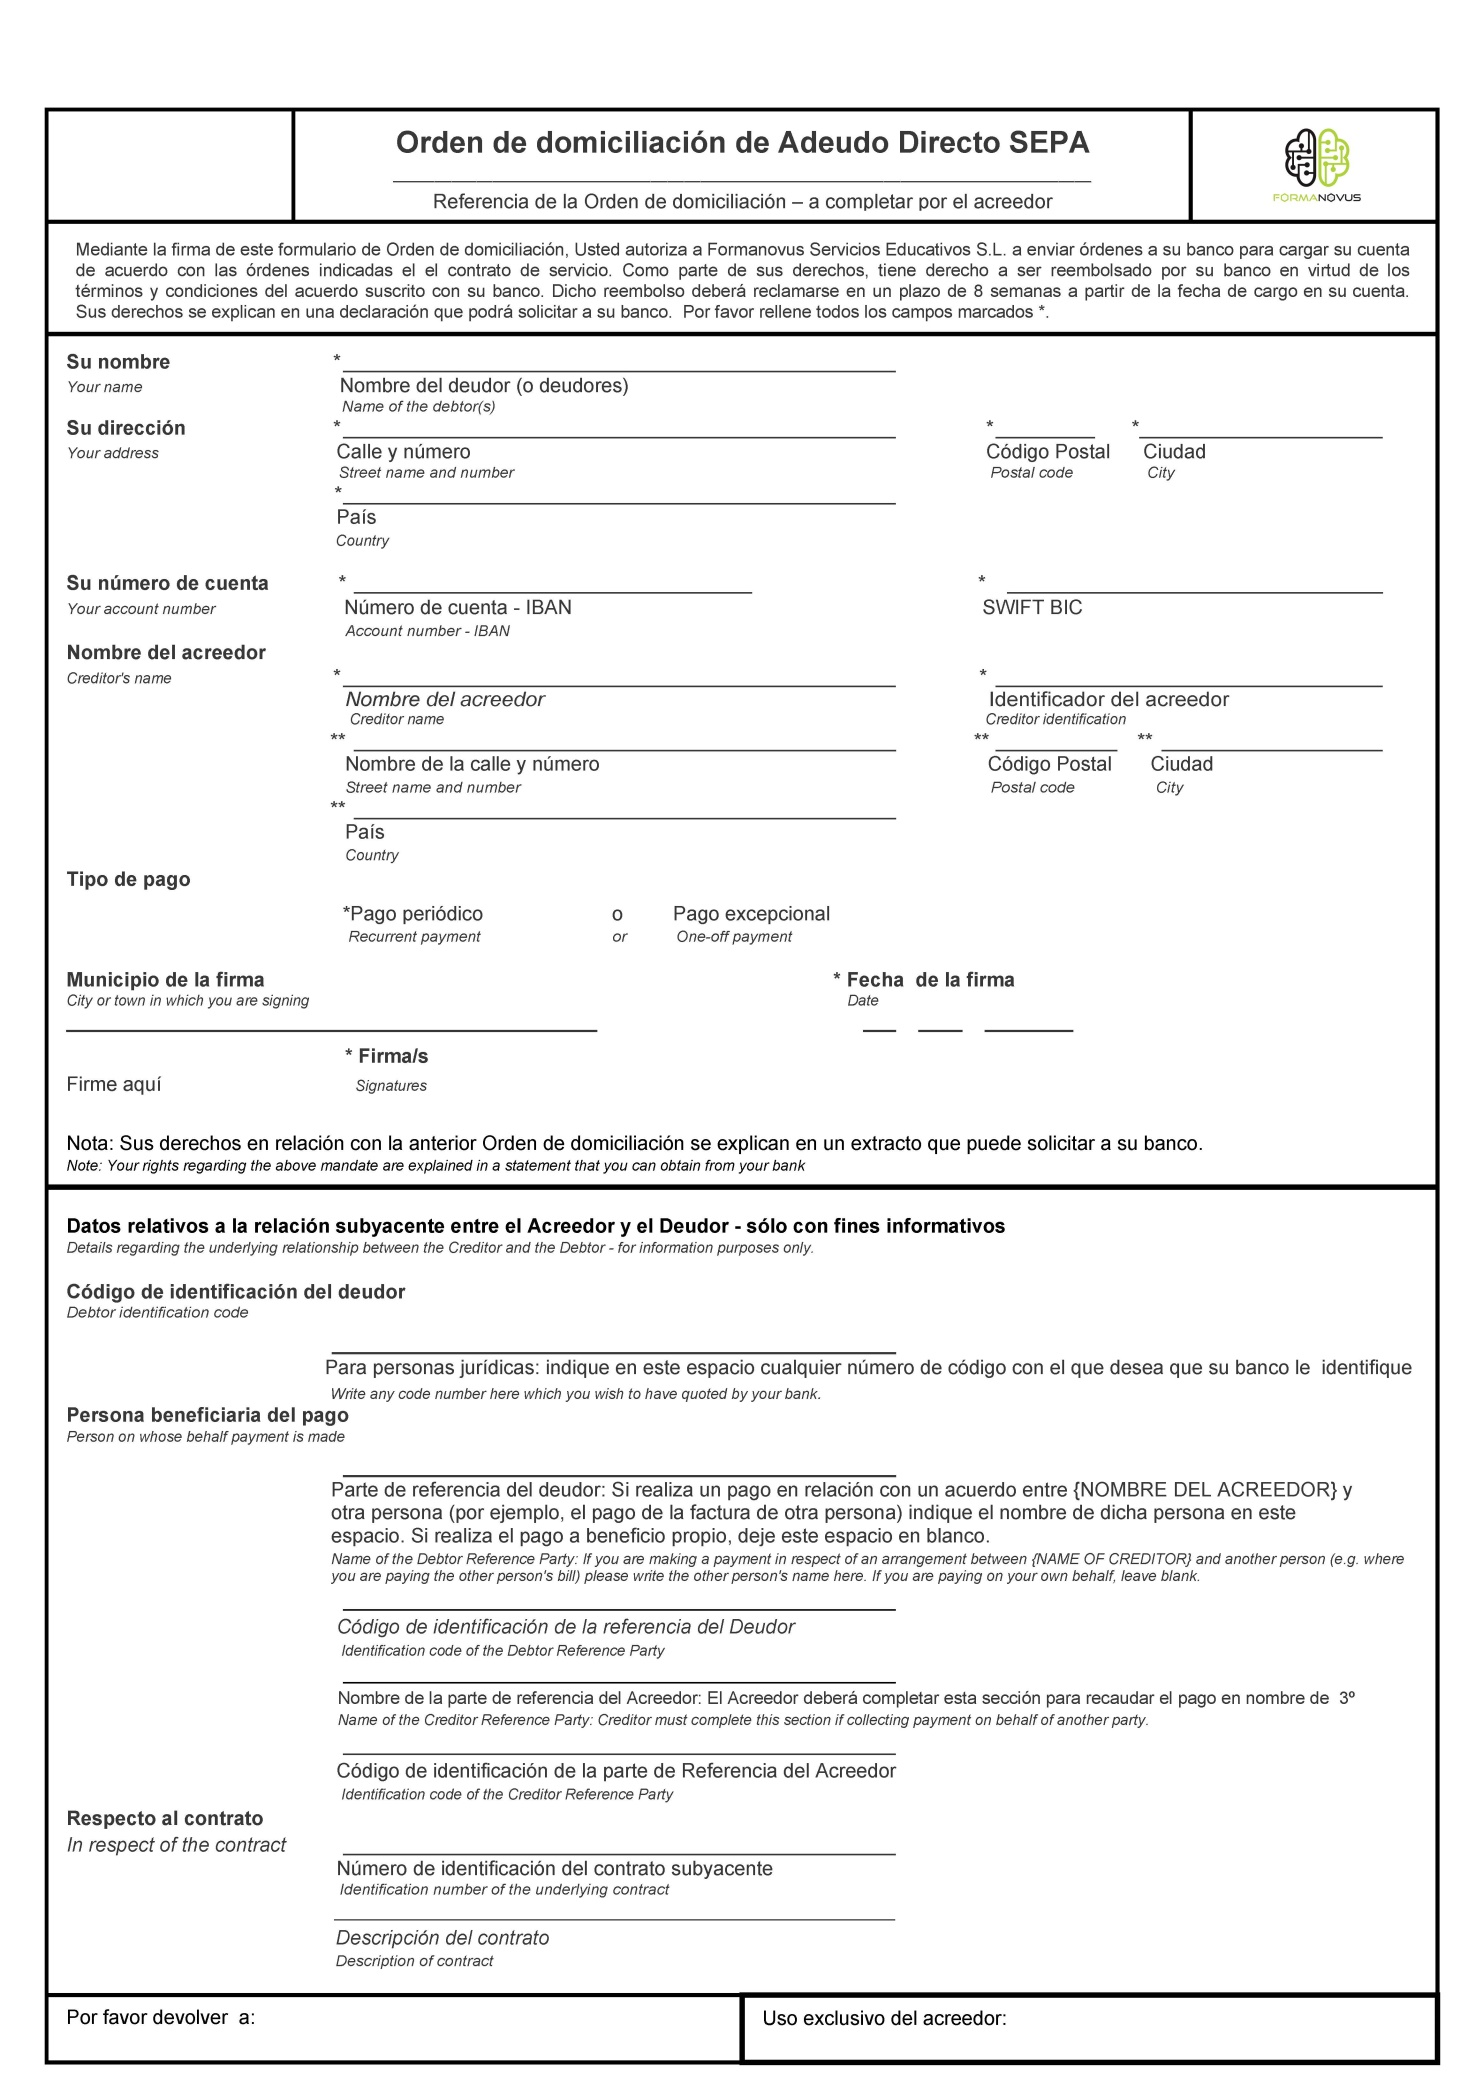 Orden de domiciliación de Adeudo Directo SEPA
Referencia de la Orden de domiciliación – a completar por el acreedor
FORMANOVUS
Mediante la firma de este formulario de Orden de domiciliación, Usted autoriza a Formanovus Servicios Educativos S.L. a enviar órdenes a su banco para cargar su cuenta
de acuerdo con las órdenes indicadas el el contrato de servicio. Como parte de sus derechos, tiene derecho a ser reembolsado por su banco en virtud de los
términos y condiciones del acuerdo suscrito con su banco. Dicho reembolso deberá reclamarse en un plazo de 8 semanas a partir de la fecha de cargo en su cuenta.
Sus derechos se explican en una declaración que podrá solicitar a su banco. Por favor rellene todos los campos marcados *.
Su nombre *
Your name Nombre del deudor (o deudores)
Name of the debtor(s)
Su dirección * * *
Your address Calle y número Código Postal Ciudad
Street name and number Postal code City
*
País
Country
Su número de cuenta * *
Your account number Número de cuenta - IBAN SWIFT BIC
Account number - IBAN
Nombre del acreedor
Creditor's name * *
Nombre del acreedor Identificador del acreedor
Creditor name Creditor identification
** ** **
Nombre de la calle y número Código Postal Ciudad
Street name and number Postal code City
**
País
Country
Tipo de pago
*Pago periódico o Pago excepcional
Recurrent payment or One-off payment
Municipio de la firma * Fecha de la firma
City or town in which you are signing Date
* Firma/s
Firme aquí Signatures
Nota: Sus derechos en relación con la anterior Orden de domiciliación se explican en un extracto que puede solicitar a su banco.
Note: Your rights regarding the above mandate are explained in a statement that you can obtain from your bank
Datos relativos a la relación subyacente entre el Acreedor y el Deudor - sólo con fines informativos
Details regarding the underlying relationship between the Creditor and the Debtor - for information purposes only.
Código de identificación del deudor
Debtor identification code
Para personas jurídicas: indique en este espacio cualquier número de código con el que desea que su banco le identifique
Write any code number here which you wish to have quoted by your bank.
Persona beneficiaria del pago
Person on whose behalf payment is made
Parte de referencia del deudor: Si realiza un pago en relación con un acuerdo entre {NOMBRE DEL ACREEDOR} y
otra persona (por ejemplo, el pago de la factura de otra persona) indique el nombre de dicha persona en este
espacio. Si realiza el pago a beneficio propio, deje este espacio en blanco.
Name of the Debtor Reference Party: If you are making a payment in respect of an arrangement between {NAME OF CREDITOR} and another person (e.g. where
you are paying the other person's bill) please write the other person's name here. If you are paying on your own behalf, leave blank.
Código de identificación de la referencia del Deudor
Identification code of the Debtor Reference Party
Nombre de la parte de referencia del Acreedor: El Acreedor deberá completar esta sección para recaudar el pago en nombre de 3º
Name of the Creditor Reference Party: Creditor must complete this section if collecting payment on behalf of another party.
Código de identificación de la parte de Referencia del Acreedor
Identification code of the Creditor Reference Party
Respecto al contrato
In respect of the contract
Número de identificación del contrato subyacente
Identification number of the underlying contract
Descripción del contrato
Description of contract
Por favor devolver a: Uso exclusivo del acreedor: